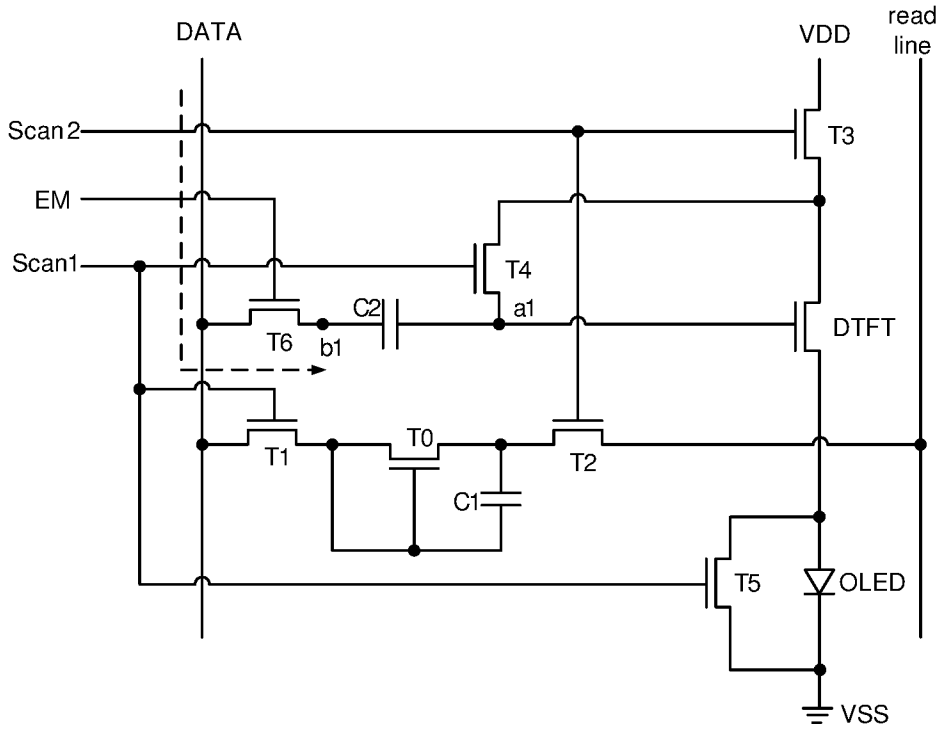 DATA
VDD
read
line
Scan2
T3
EM
Scan1
T4
C2
a1
T6
b1
DTFT
T1
T0
T2
C1
T5
OLED
VSS